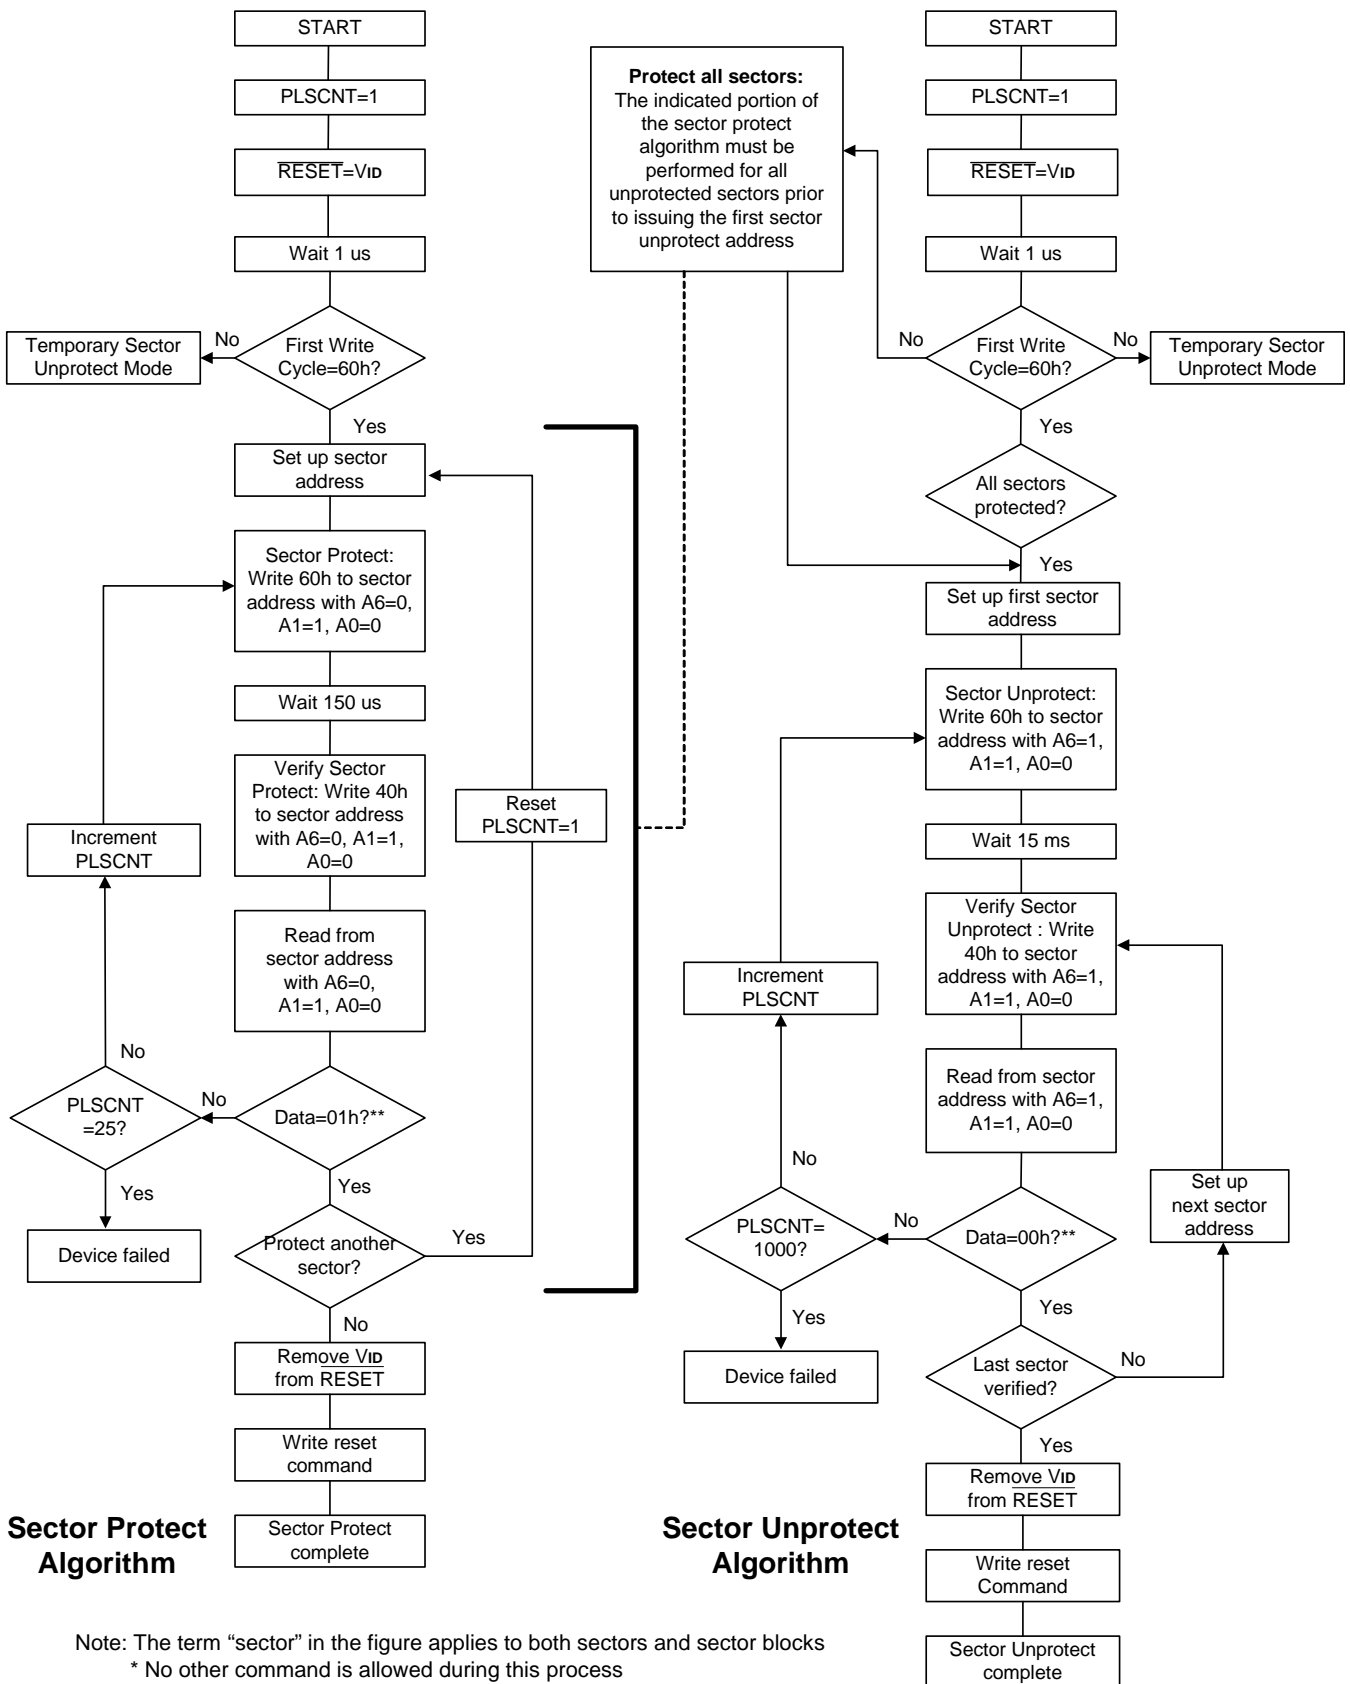 START
PLSCNT=1
RESET=VID
Wait 1 us
First Write
Cycle=60h?
No
Temporary Sector
Unprotect Mode
Yes
Set up sector
address
Sector Protect:
Write 60h to sector
address with A6=0,
A1=1, A0=0
Wait 150 us
Verify Sector
Protect: Write 40h
to sector address
with A6=0, A1=1,
A0=0
Reset
PLSCNT=1
Increment
PLSCNT
Read from
sector address
with A6=0,
A1=1, A0=0
No
PLSCNT
=25?
No
Data=01h?**
Yes
Yes
Device failed
Protect another
sector?
Yes
No
Remove VID
from RESET
Write reset
command
Sector Protect
complete
Sector Protect
Algorithm
Protect all sectors:
The indicated portion of
the sector protect
algorithm must be
performed for all
unprotected sectors prior
to issuing the first sector
unprotect address
START
PLSCNT=1
RESET=VID
Wait 1 us
No
First Write
Cycle=60h?
No
Temporary Sector
Unprotect Mode
Yes
All sectors
protected?
Yes
Set up first sector
address
Sector Unprotect:
Write 60h to sector
address with A6=1,
A1=1, A0=0
Wait 15 ms
Verify Sector
Unprotect : Write
40h to sector
address with A6=1,
A1=1, A0=0
Increment
PLSCNT
Read from sector
address with A6=1,
A1=1, A0=0
No
Set up
next sector
address
PLSCNT=
1000?
No
Data=00h?**
Yes
Yes
Device failed
Last sector
verified?
No
Yes
Remove VID
from RESET
Write reset
Command
Sector Unprotect
complete
Sector Unprotect
Algorithm
Note: The term “sector” in the figure applies to both sectors and sector blocks
* No other command is allowed during this process